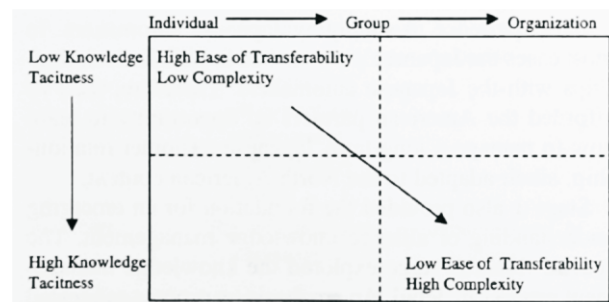 Individual Group Organization
Low Knowledge
Tacitness
High Ease of Transferability
Low Complexity
High Knowledge
Tacitness
Low Ease of Transferability
High Complexity